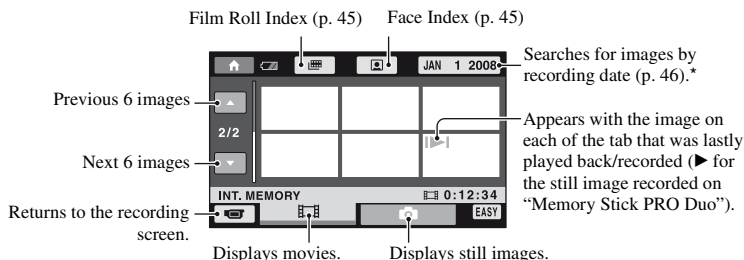 Film Roll Index (p. 45)
Face Index (p. 45)
JAN 1 2008
Searches for images by
recording date (p. 46).*
Previous 6 images
2/2
Next 6 images
Appears with the image on
each of the tab that was lastly
played back/recorded (▶ for
the still image recorded on
“Memory Stick PRO Duo”).
INT. MEMORY
0:12:34
Returns to the recording
screen.
EASY
Displays movies.
Displays still images.